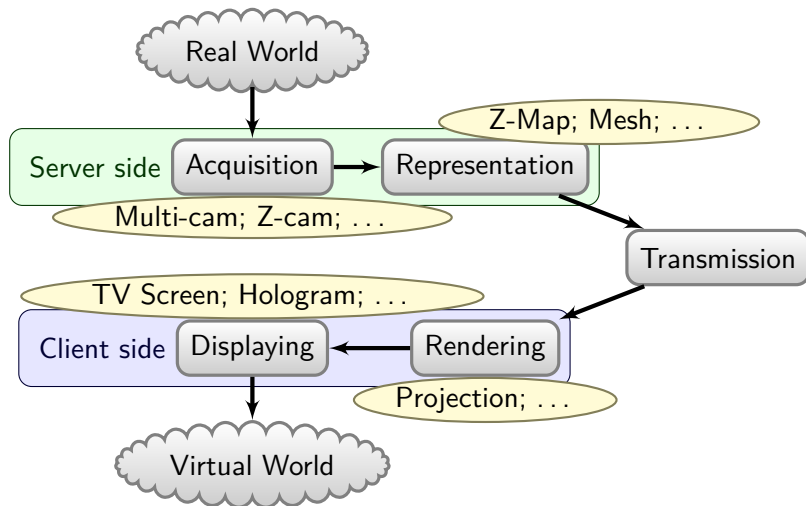 Real World
Z-Map; Mesh; . . .
Server side
Acquisition
Representation
Multi-cam; Z-cam; . . .
Transmission
TV Screen; Hologram; . . .
Client side
Displaying
Rendering
Projection; . . .
Virtual World